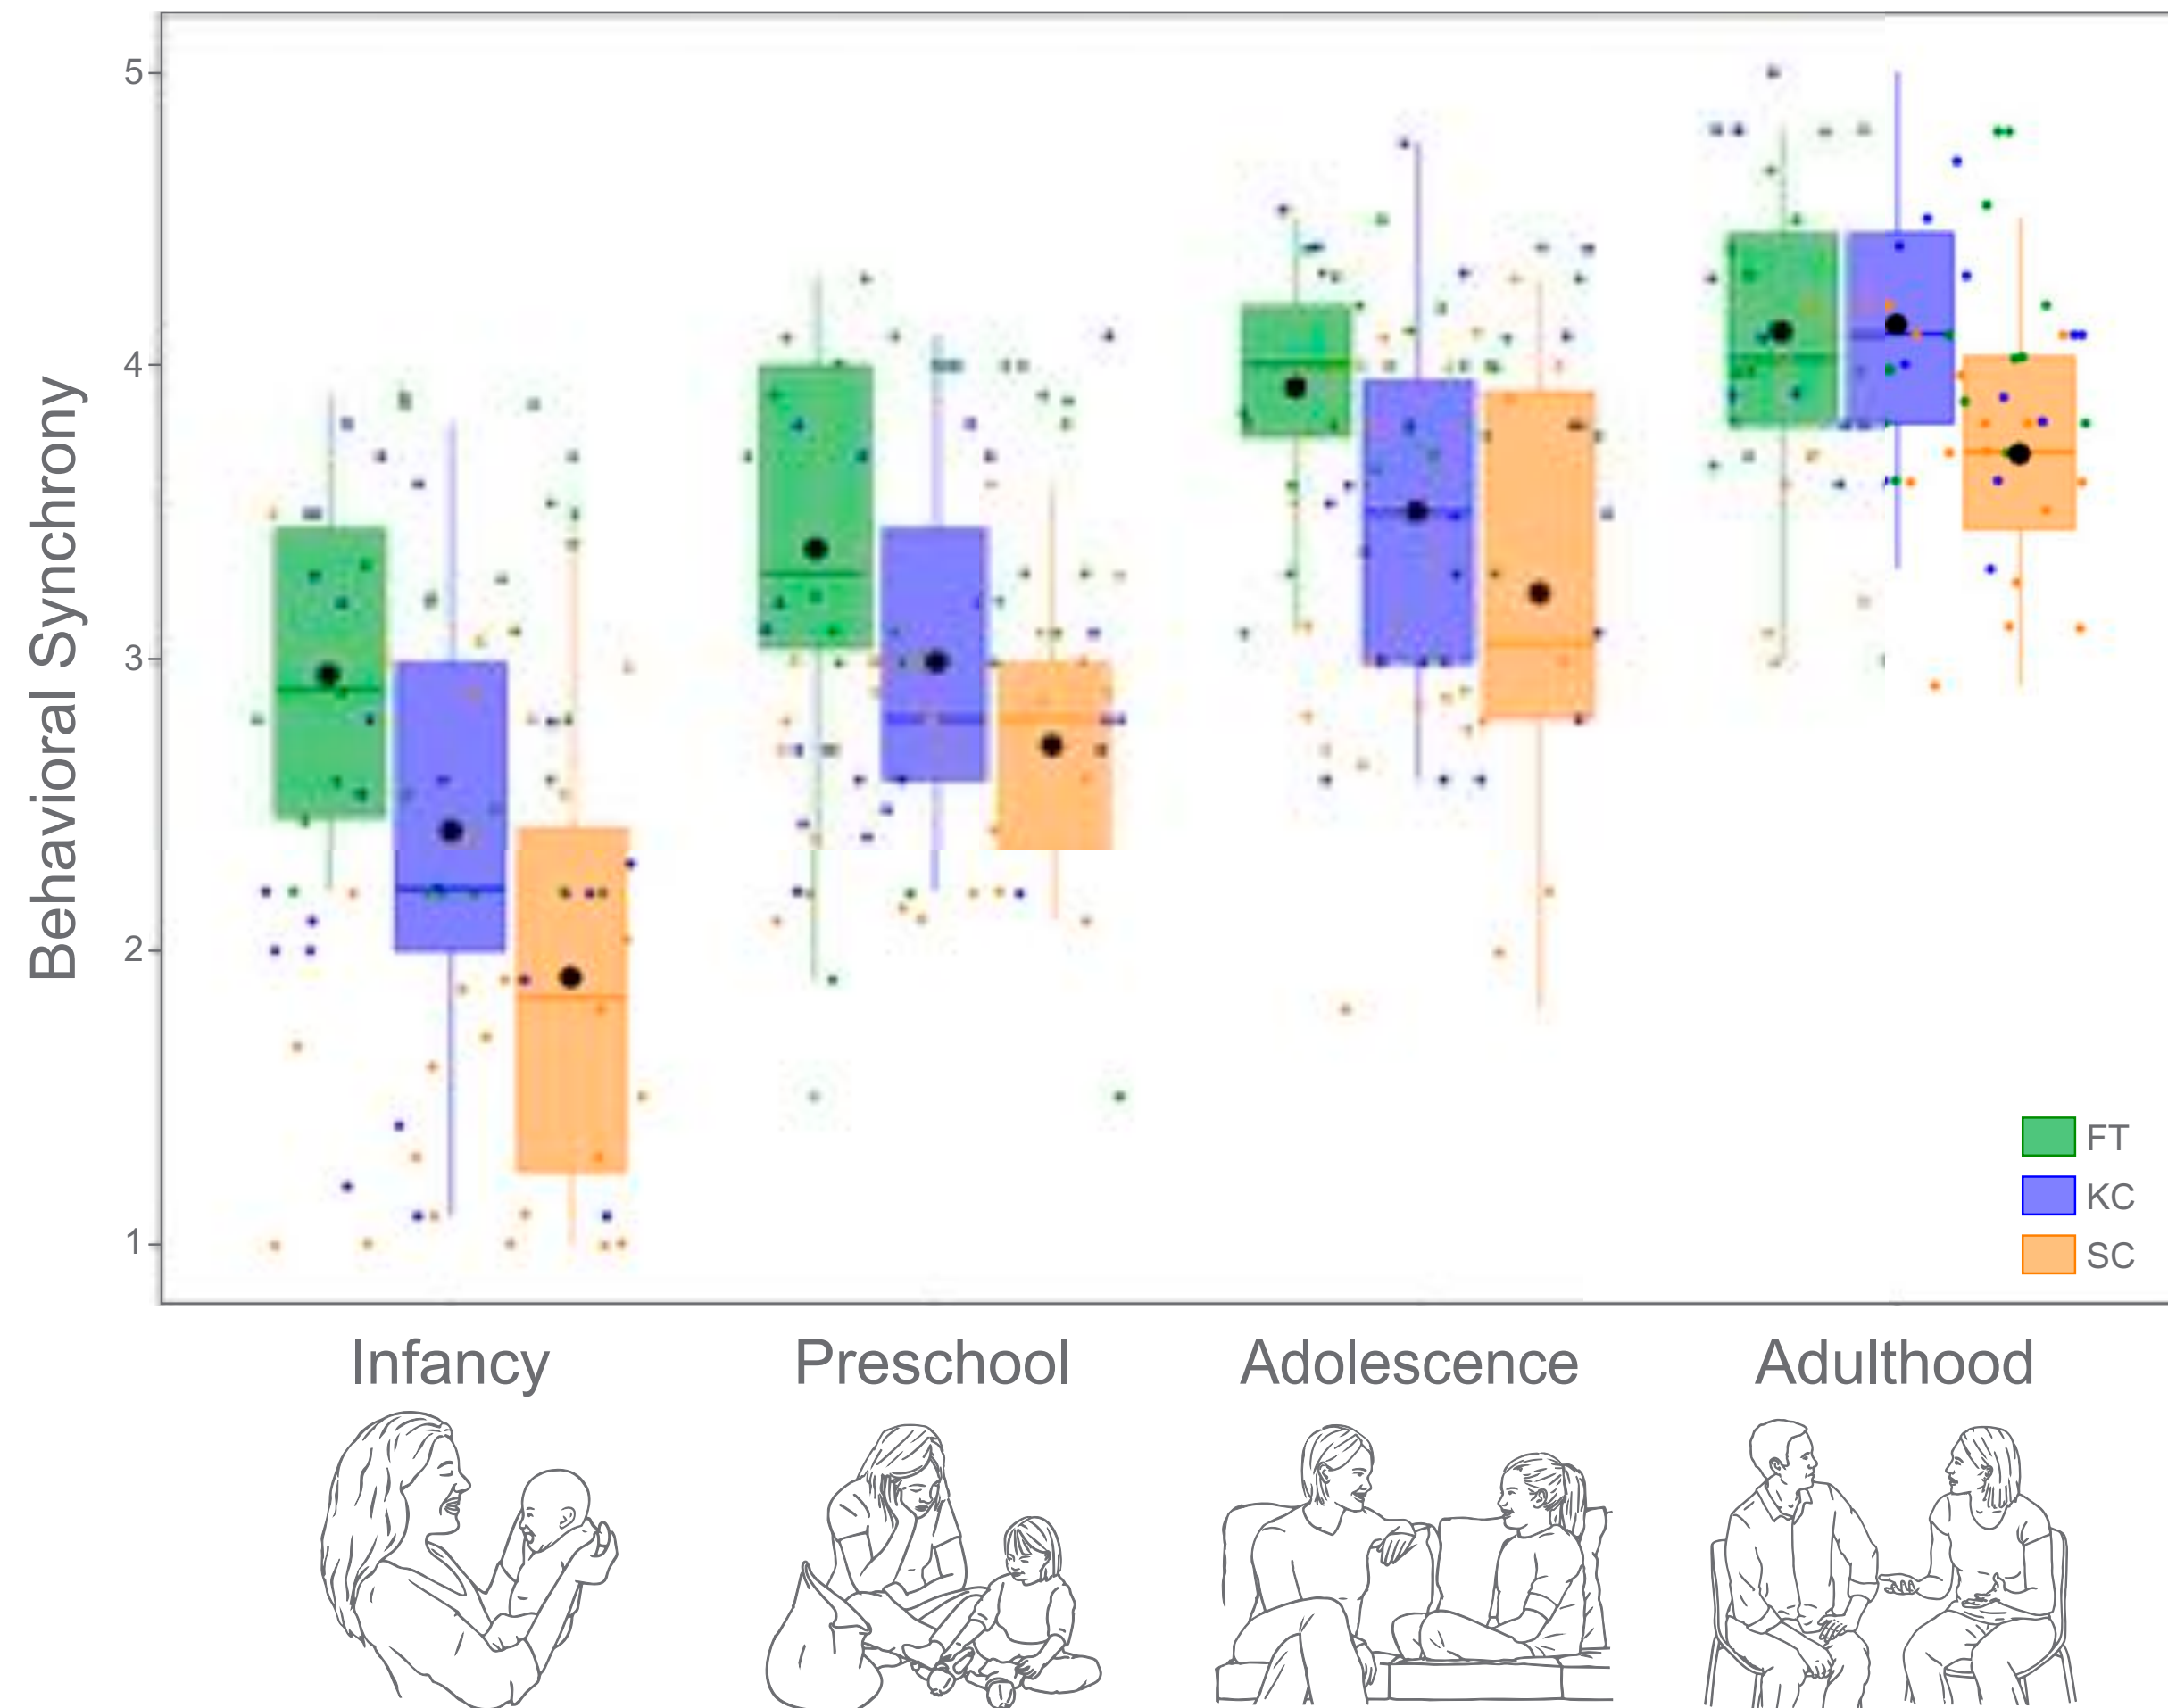 Behavioral Synchrony
5
4
3
2
1
FT
KC
SC
Infancy Preschool Adolescence Adulthood